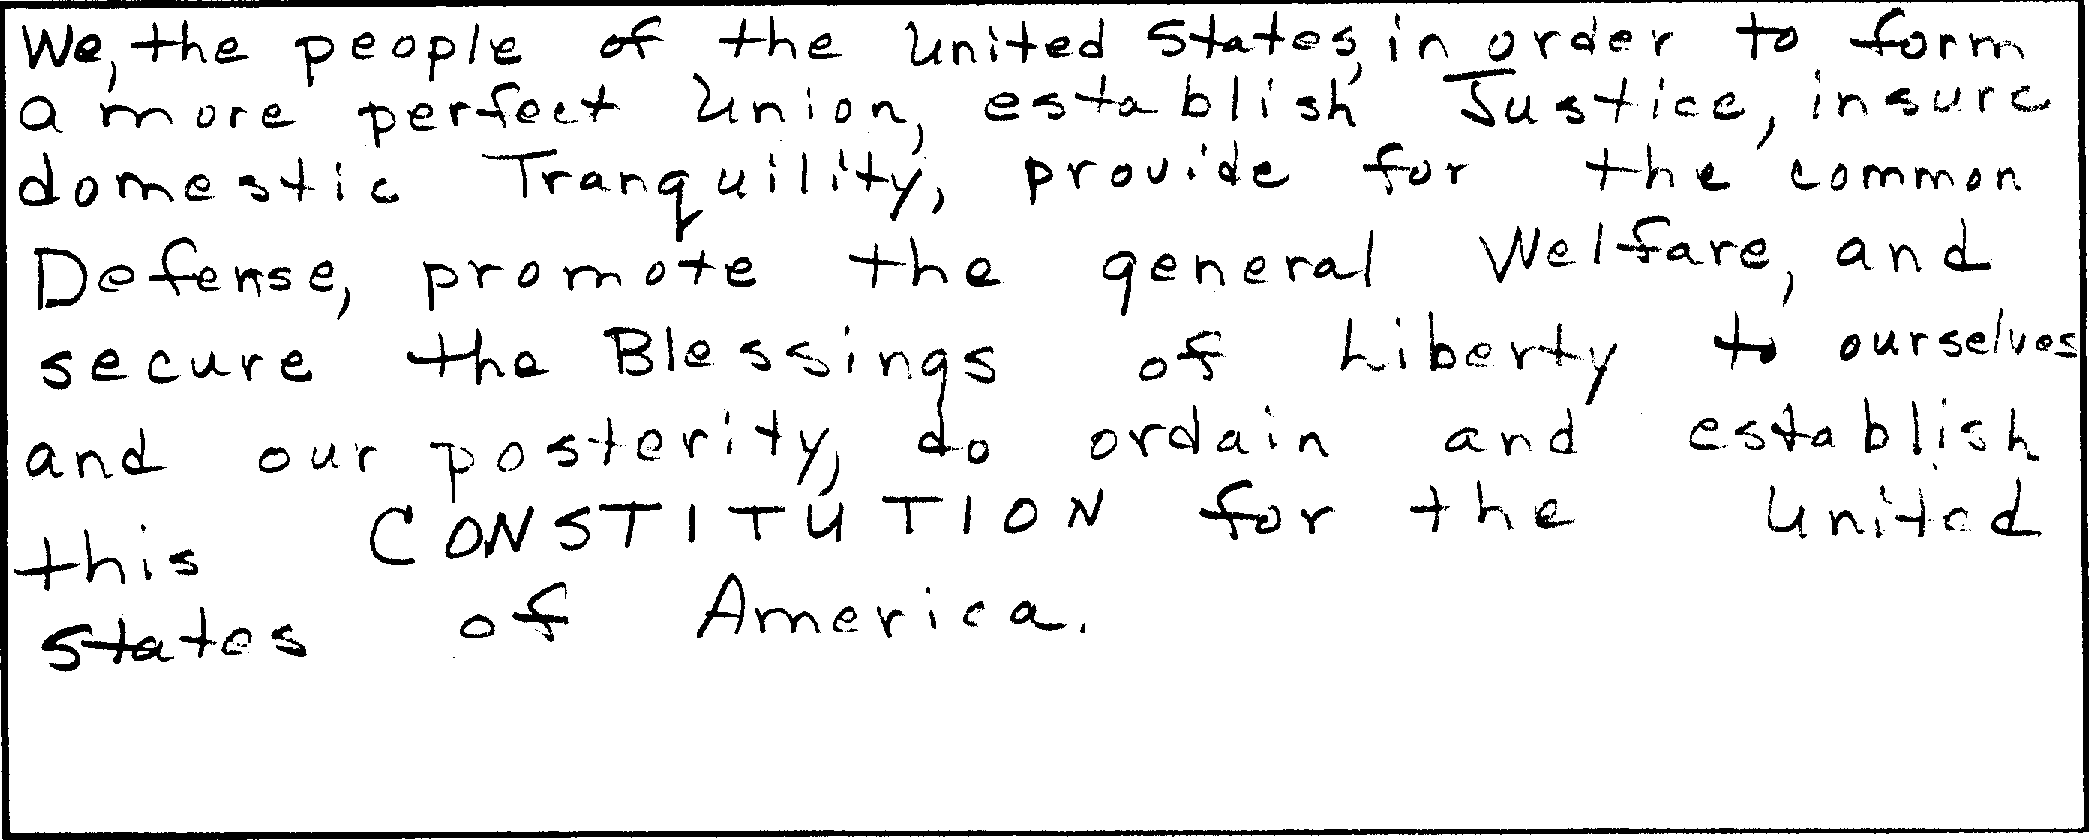 We, the people of the United States, in order to form
a more perfect Union, establish Justice, insure
domestic Tranquility, provide for the common
Defense, promote the general Welfare, and
secure the Blessings of Liberty to ourselves
and our posterity, do ordain and establish
this CONSTITUTION for the United
States of America.